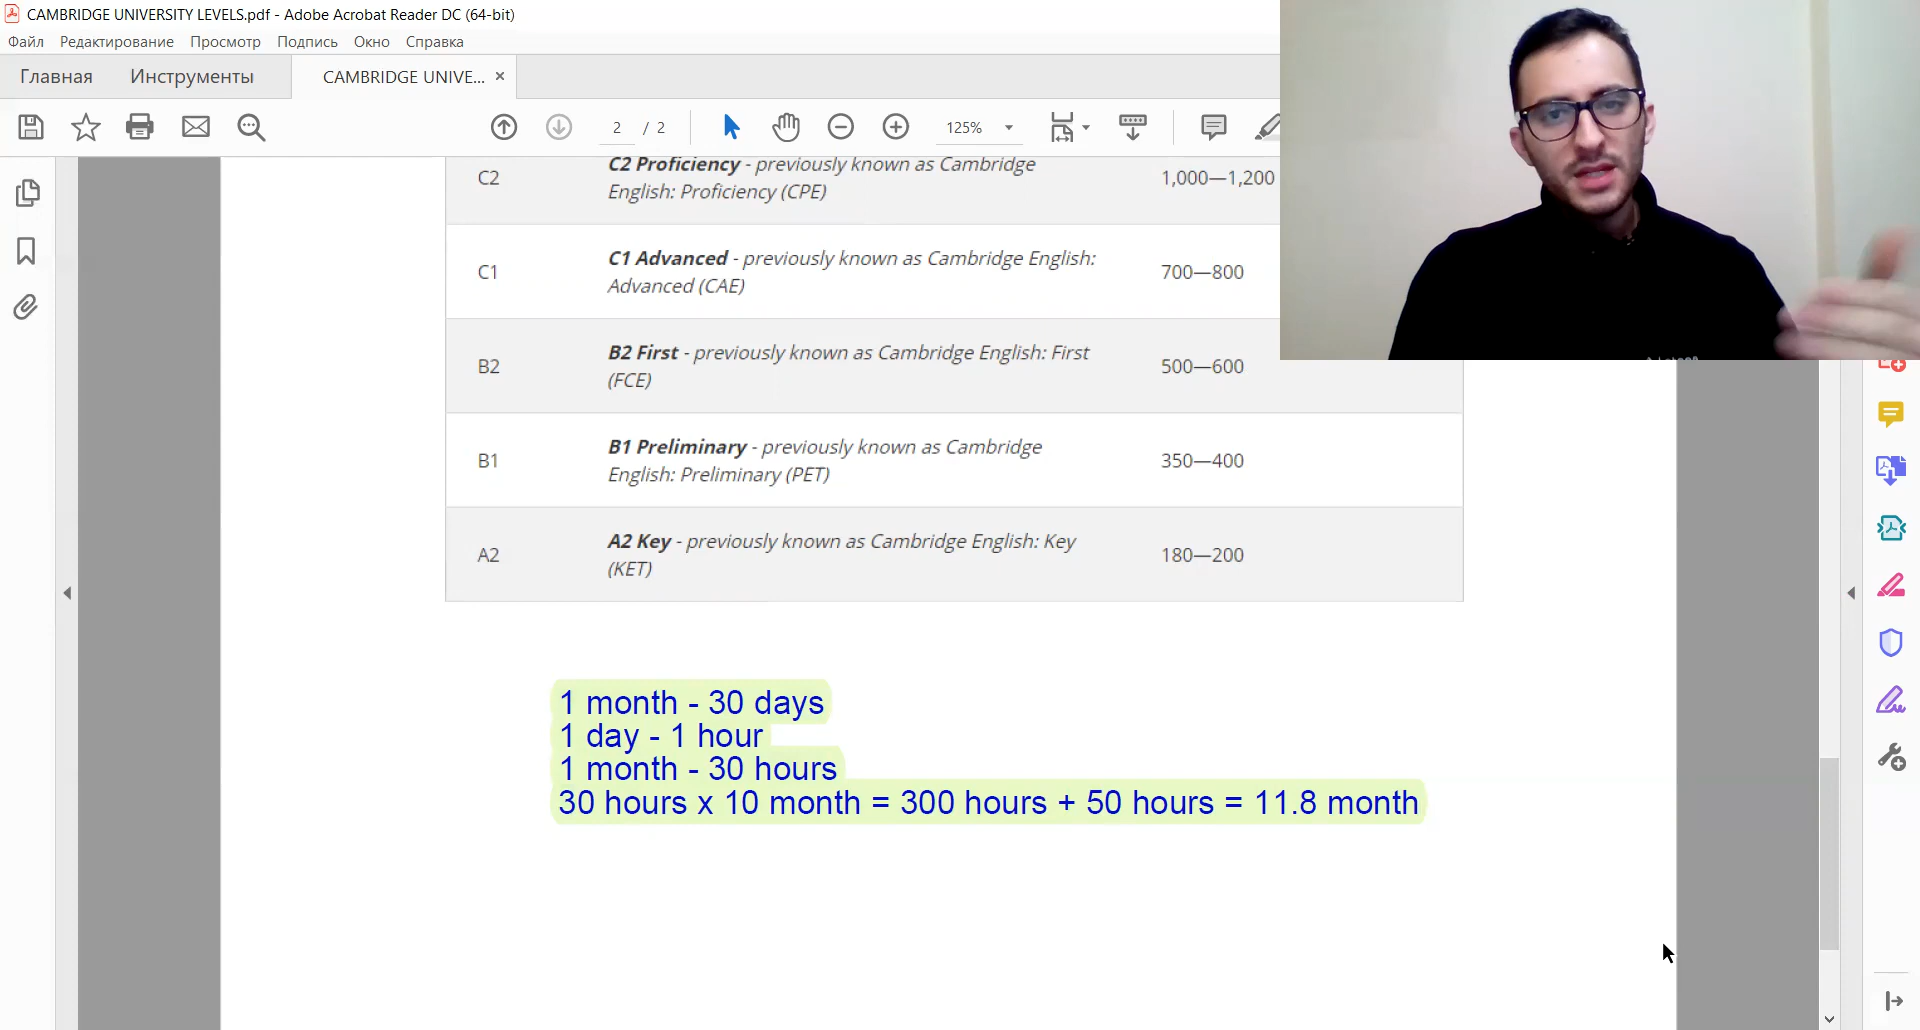 CAMBRIDGE UNIVERSITY LEVELS.pdf - Adobe Acrobat Reader DC (64-bit)
Файл Редактирование Просмотр Подпись Окно Справка
Главная Инструменты CAMBRIDGE UNIVE... ×
2 / 2 125%
C2 C2 Proficiency - previously known as Cambridge 1,000—1,200
English: Proficiency (CPE)
C1 C1 Advanced - previously known as Cambridge English: 700—800
Advanced (CAE)
B2 B2 First - previously known as Cambridge English: First 500—600
(FCE)
B1 B1 Preliminary - previously known as Cambridge 350—400
English: Preliminary (PET)
A2 A2 Key - previously known as Cambridge English: Key 180—200
(KET)
1 month - 30 days
1 day - 1 hour
1 month - 30 hours
30 hours x 10 month = 300 hours + 50 hours = 11.8 month